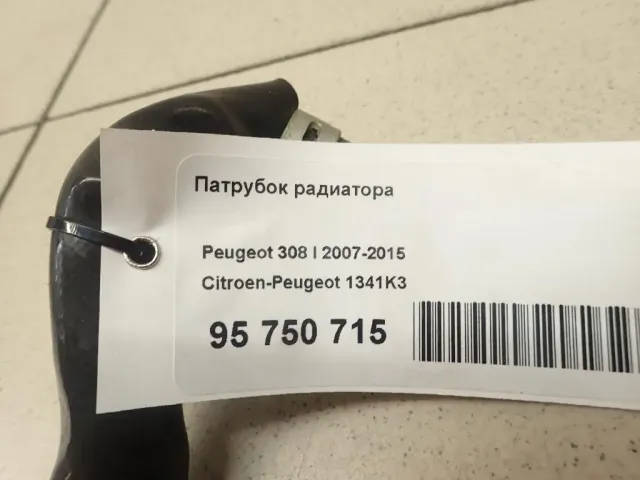 Патрубок радиатора
Peugeot 308 I 2007-2015
Citroen-Peugeot 1341K3
95 750 715